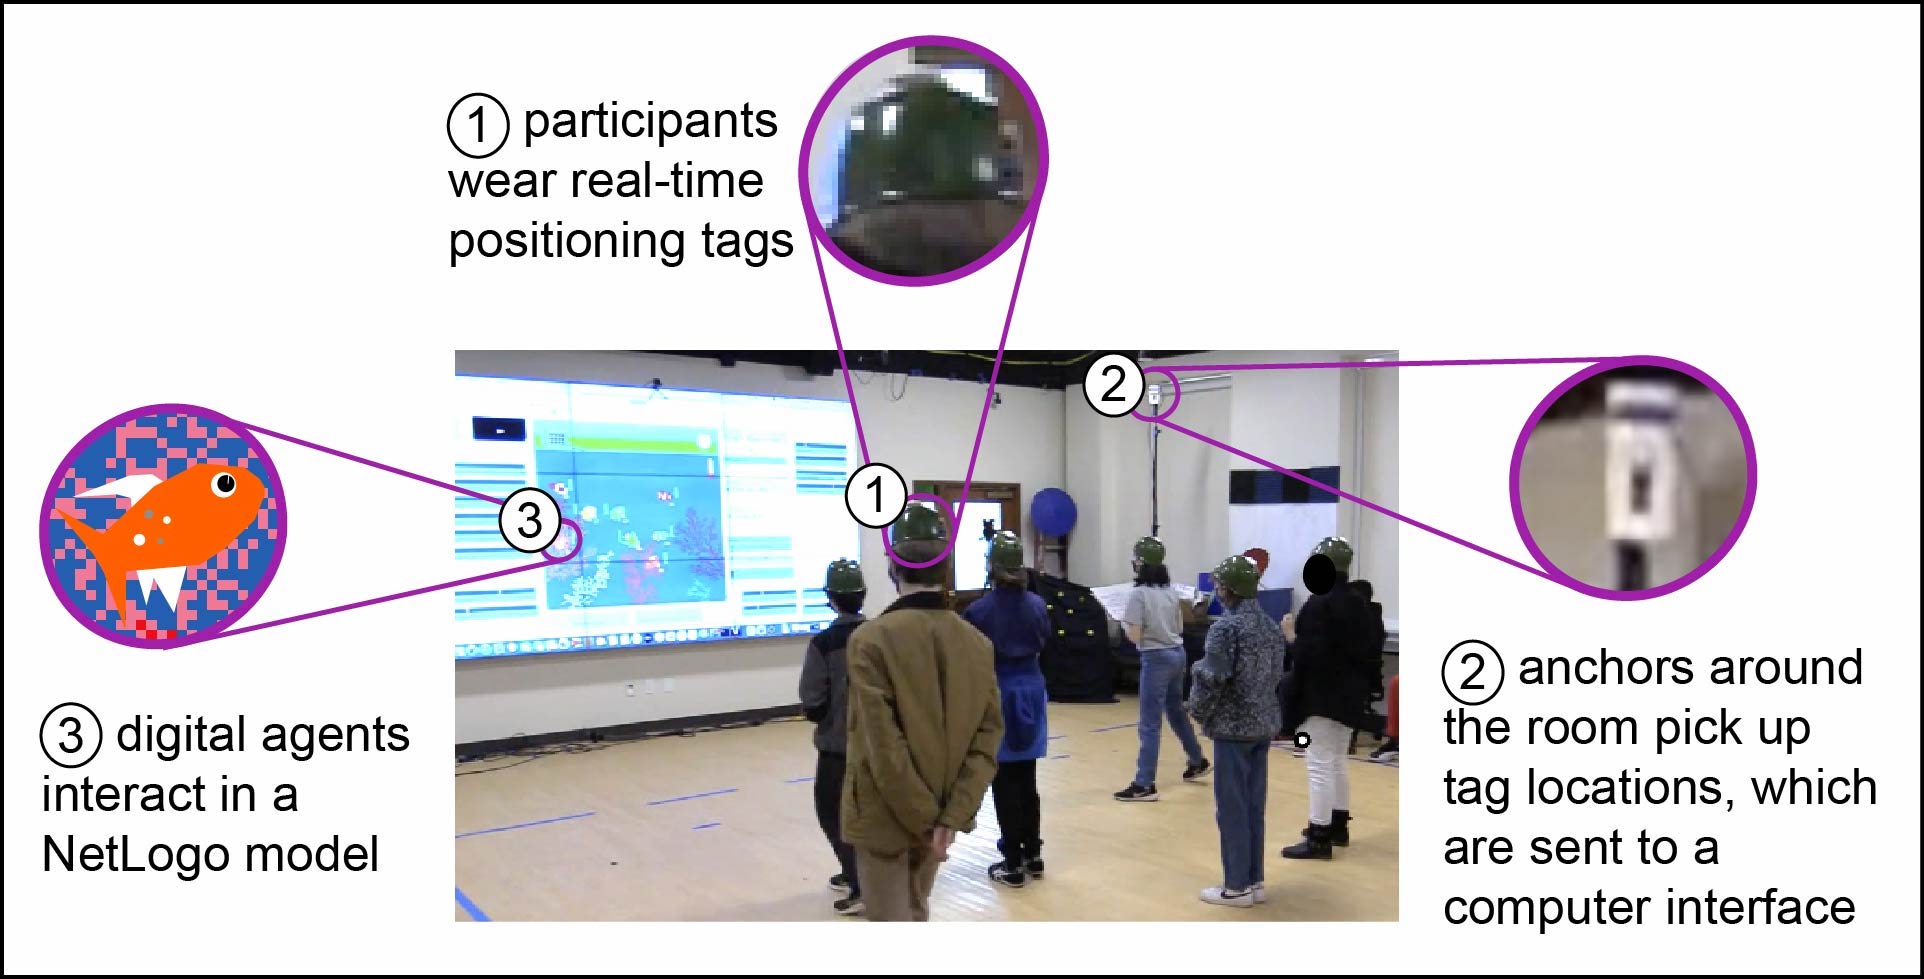 1 participants
wear real-time
positioning tags
2
1
3
2 anchors around
the room pick up
tag locations, which
are sent to a
computer interface
3 digital agents
interact in a
NetLogo model